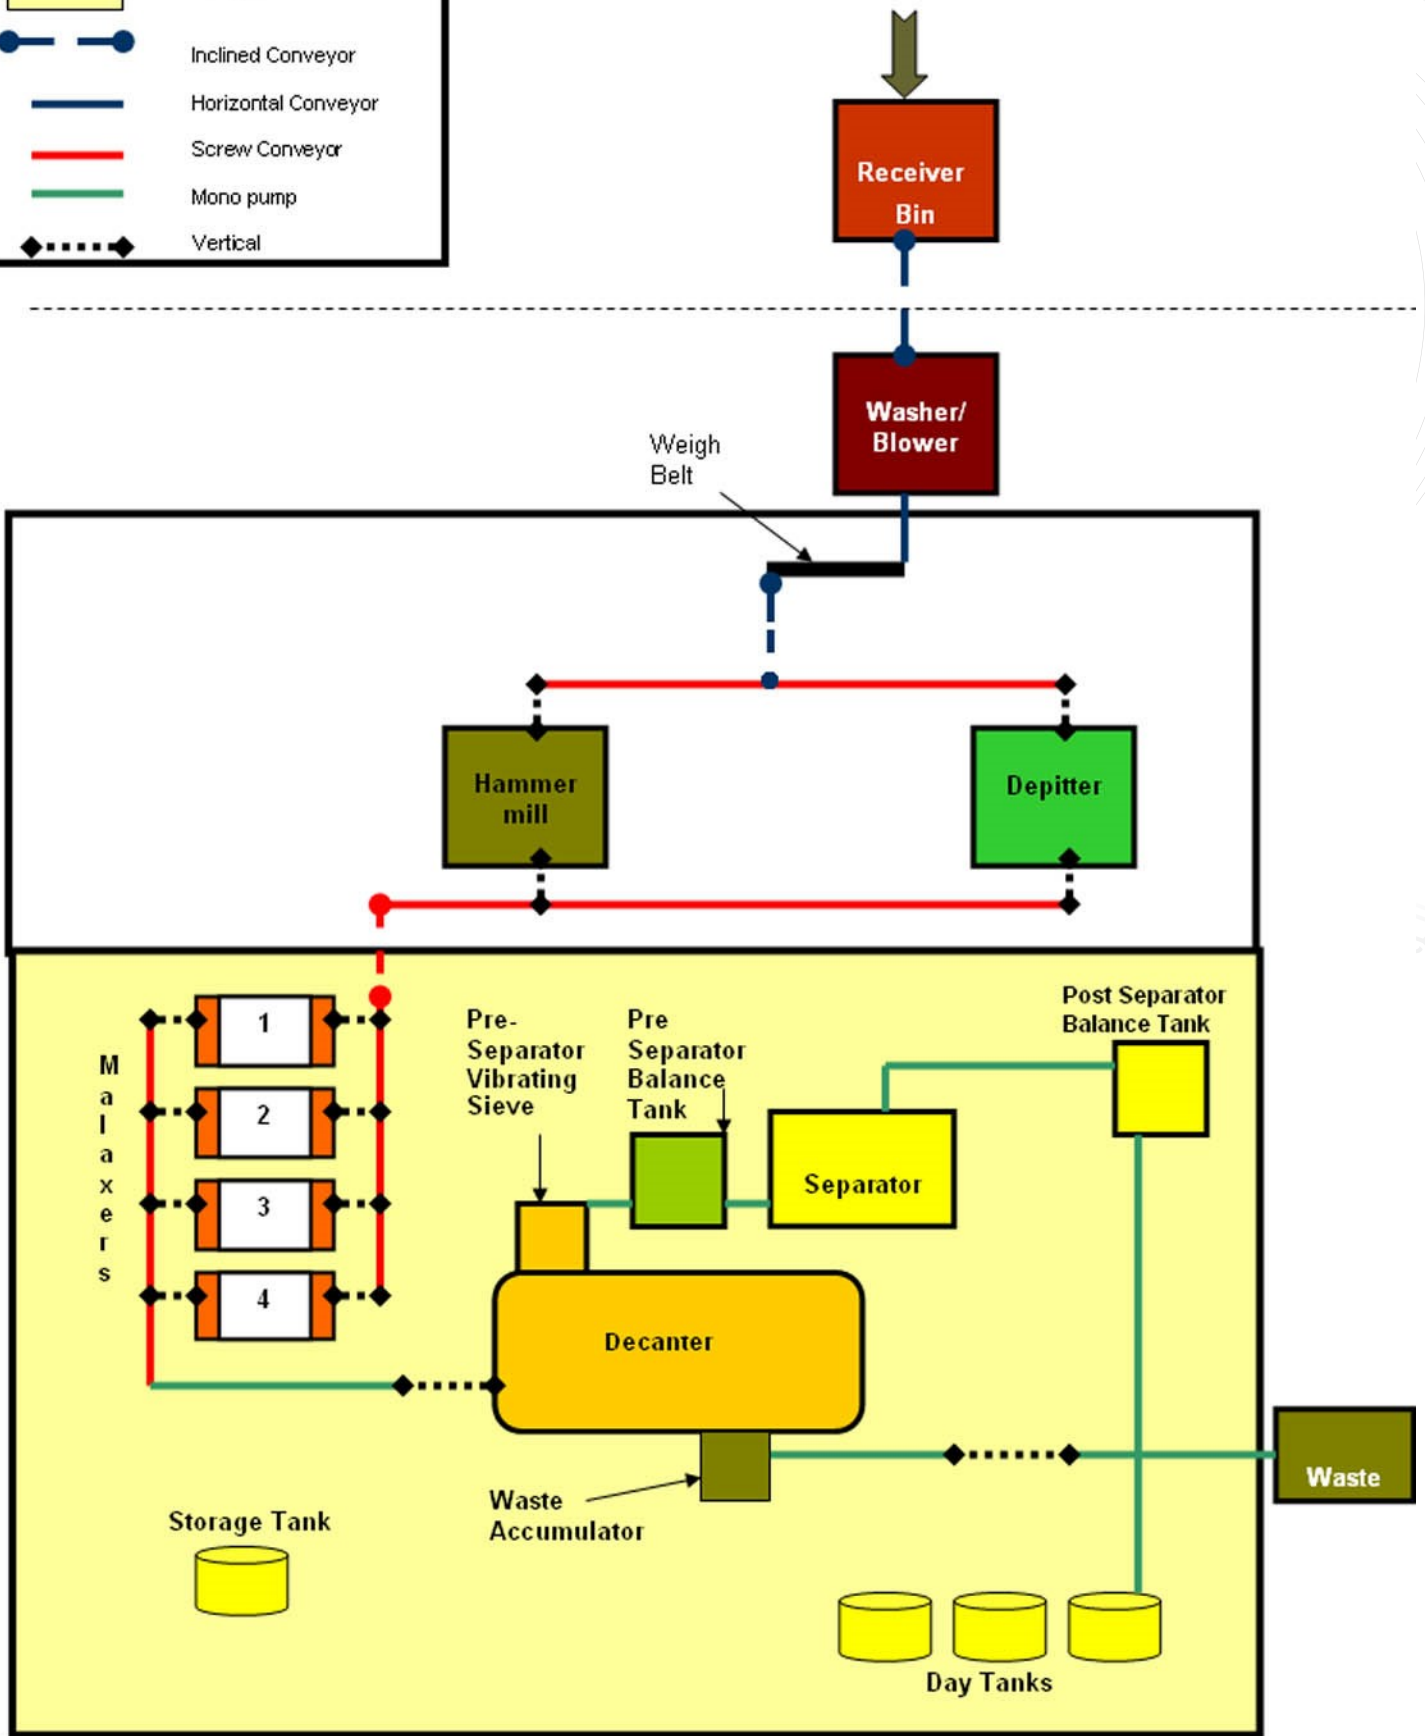 Inclined Conveyor
Horizontal Conveyor
Screw Conveyor
Mono pump
Vertical
Receiver
Bin
Washer/
Blower
Weigh
Belt
Hammer
mill
Depitter
Malaxers
1
2
3
4
Pre-
Separator
Vibrating
Sieve
Pre
Separator
Balance
Tank
Post Separator
Balance Tank
Separator
Decanter
Waste
Accumulator
Waste
Storage Tank
Day Tanks